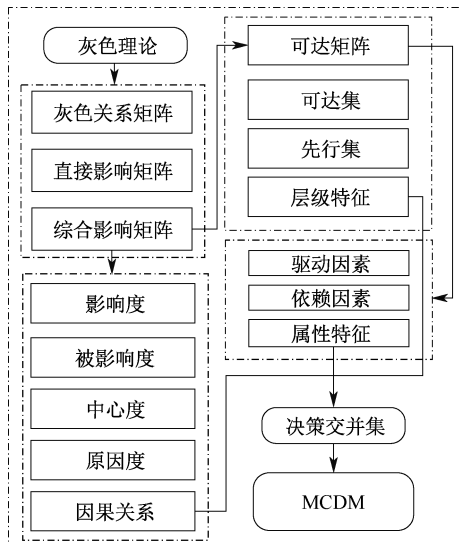 灰色理论
灰色关系矩阵
直接影响矩阵
综合影响矩阵
影响度
被影响度
中心度
原因度
因果关系
可达矩阵
可达集
先行集
层级特征
驱动因素
依赖因素
属性特征
决策交并集
MCDM